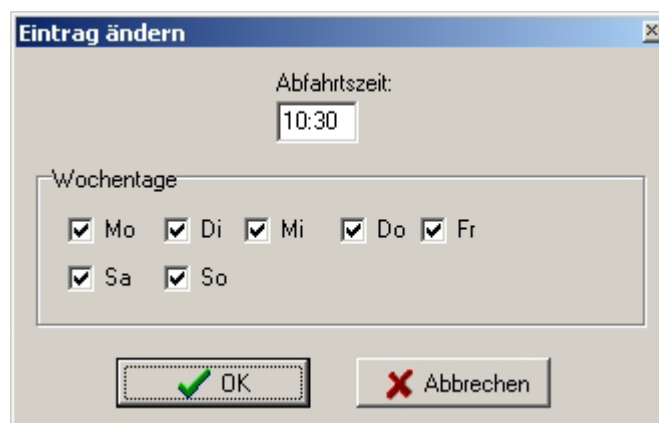 Eintrag ändern
Abfahrtszeit:
10:30
Wochentage
Mo Di Mi Do Fr
Sa So
OK Abbrechen